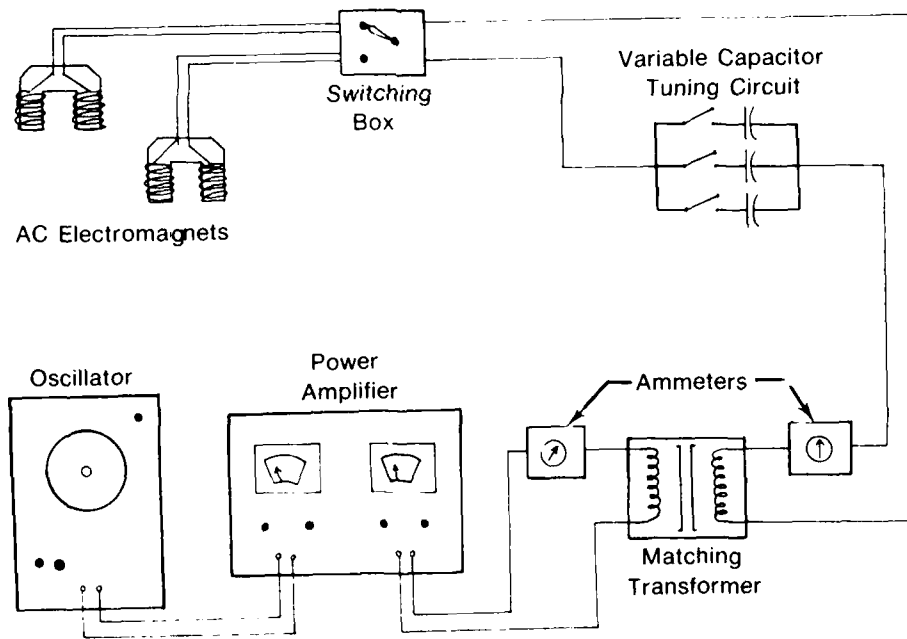 Switching
Box
Variable Capacitor
Tuning Circuit
AC Electromagnets
Oscillator
Power
Amplifier
Ammeters
Matching
Transformer